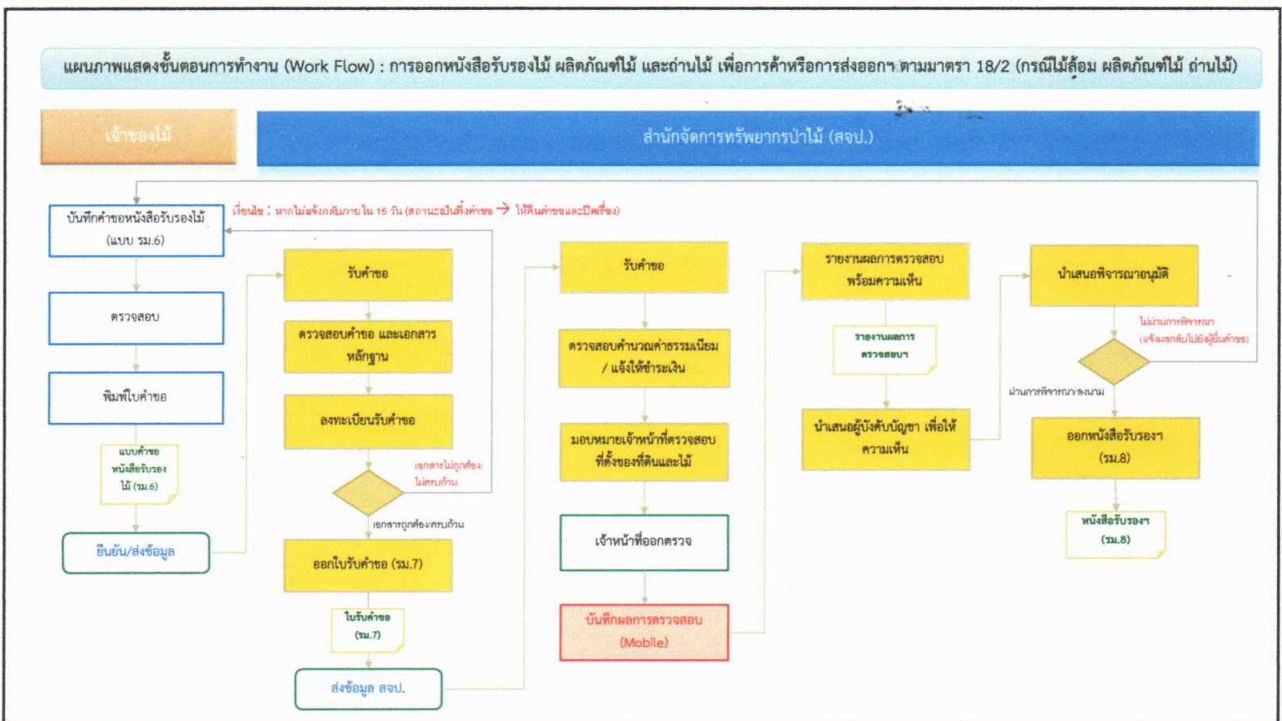 แผนภาพแสดงขั้นตอนการทำงาน (Work Flow) : การออกหนังสือรับรองไม้ ผลิตภัณฑ์ไม้ และถ่านไม้ เพื่อการค้าหรือการส่งออกฯ ตามมาตรา 18/2 (กรณีไม้ล้อม ผลิตภัณฑ์ไม้ ถ่านไม้)
เจ้าของไม้
สำนักจัดการทรัพยากรป่าไม้ (สจป.)
บันทึกคำขอหนังสือรับรองไม้
(แบบ รม.6)
เงื่อนไข : หากไม่แจ้งกลับภายใน 15 วัน (สถานะเป็นทิ้งคำขอ → ให้คืนคำขอและปิดเรื่อง)
ตรวจสอบ
พิมพ์ใบคำขอ
แบบคำขอ
หนังสือรับรอง
ไม้ (รม.6)
ยืนยัน/ส่งข้อมูล
รับคำขอ
ตรวจสอบคำขอ และเอกสาร
หลักฐาน
ลงทะเบียนรับคำขอ
เอกสารไม่ถูกต้อง/
ไม่ครบถ้วน
เอกสารถูกต้อง/ครบถ้วน
ออกใบรับคำขอ (รม.7)
ใบรับคำขอ
(รม.7)
ส่งข้อมูล สจป.
รับคำขอ
ตรวจสอบคำนวณค่าธรรมเนียม
/ แจ้งให้ชำระเงิน
มอบหมายเจ้าหน้าที่ตรวจสอบ
ที่ตั้งของที่ดินและไม้
เจ้าหน้าที่ออกตรวจ
บันทึกผลการตรวจสอบ
(Mobile)
รายงานผลการตรวจสอบ
พร้อมความเห็น
รายงานผลการ
ตรวจสอบฯ
นำเสนอผู้บังคับบัญชา เพื่อให้
ความเห็น
นำเสนอพิจารณาอนุมัติ
ไม่ผ่านการพิจารณา
(แจ้งผลกลับไปยังผู้ยื่นคำขอ)
ผ่านการพิจารณา/ลงนาม
ออกหนังสือรับรองฯ
(รม.8)
หนังสือรับรองฯ
(รม.8)